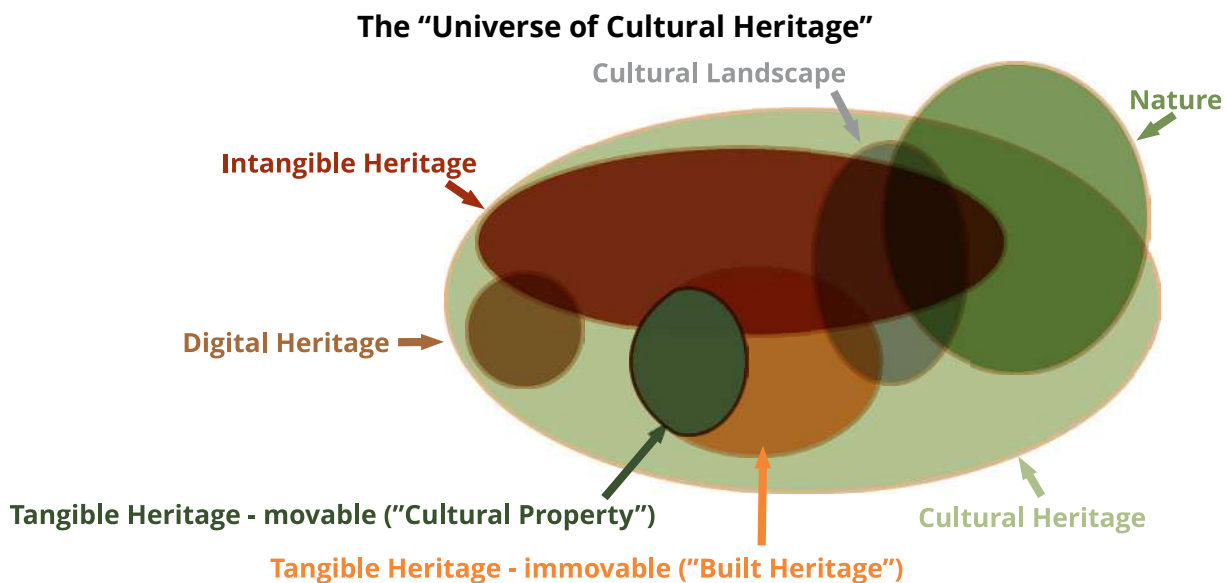 The “Universe of Cultural Heritage”
Cultural Landscape
Nature
Intangible Heritage
Digital Heritage
Tangible Heritage - movable (”Cultural Property”)
Cultural Heritage
Tangible Heritage - immovable (”Built Heritage”)